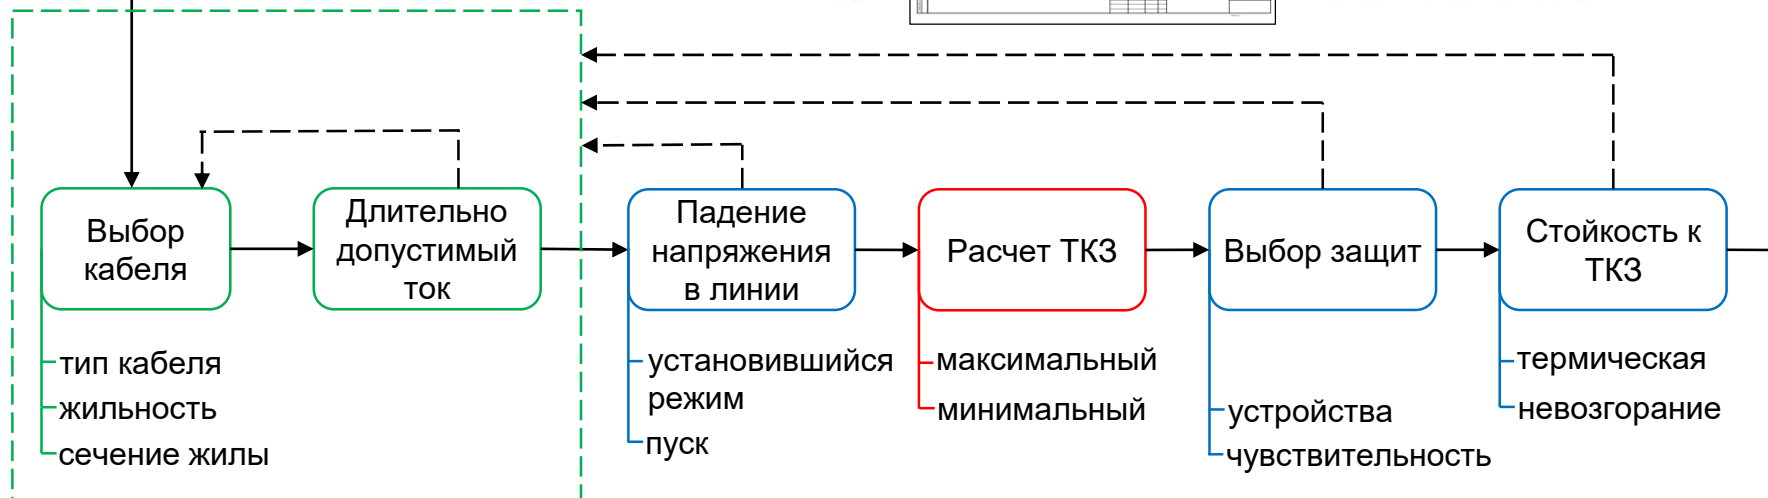 Выбор
кабеля
Длительно
допустимый
ток
Падение
напряжения
в линии
Расчет ТКЗ
Выбор защит
Стойкость к
ТКЗ
тип кабеля
жильность
сечение жилы
установившийся
режим
пуск
максимальный
минимальный
устройства
чувствительность
термическая
невозгорание